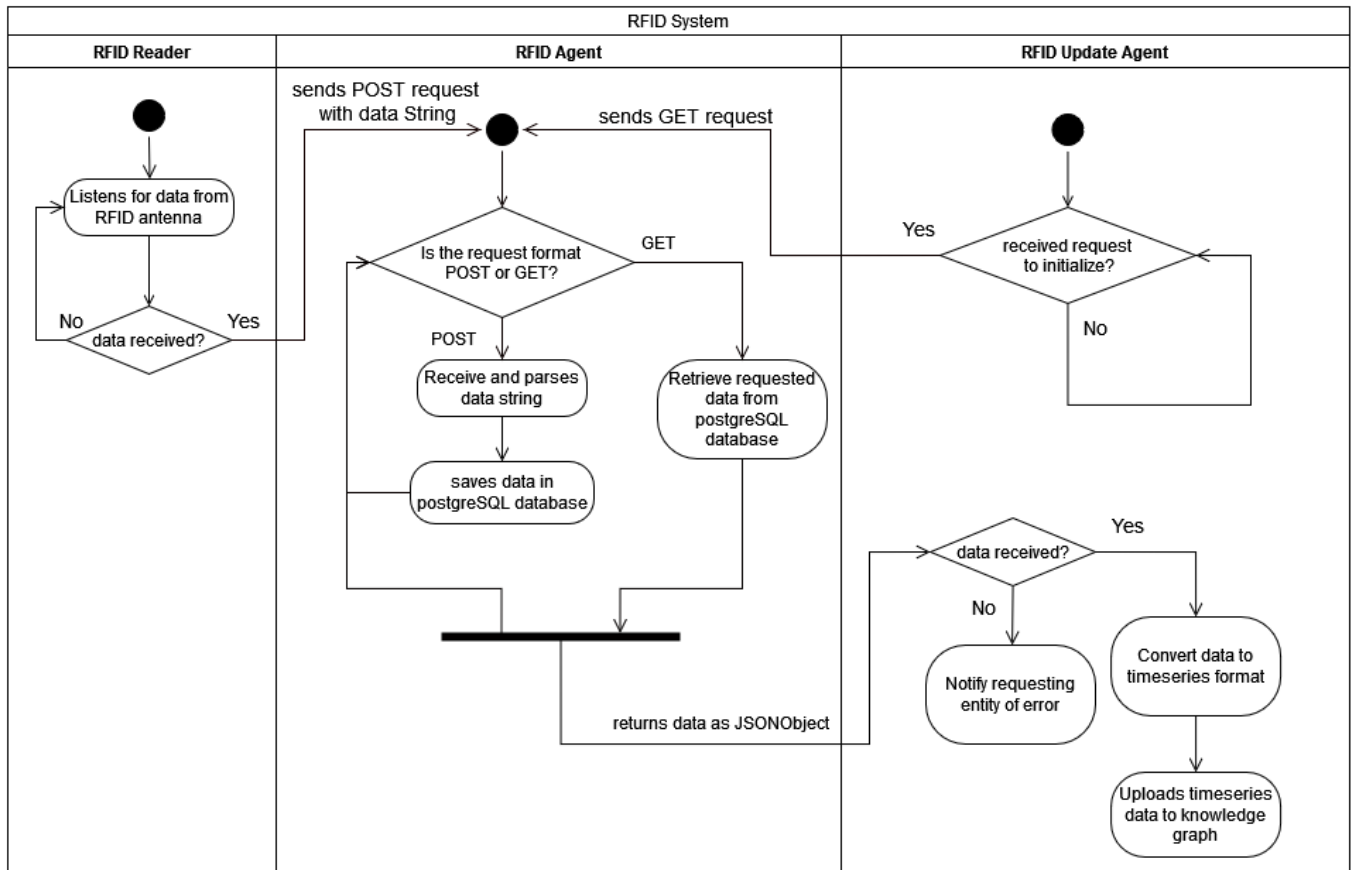 RFID System
RFID Reader
RFID Agent
RFID Update Agent
sends POST request
with data String
sends GET request
Listens for data from
RFID antenna
No
data received?
Yes
Is the request format
POST or GET?
GET
POST
Receive and parses
data string
saves data in
postgreSQL database
Retrieve requested
data from
postgreSQL
database
returns data as JSONObject
Yes
received request
to initialize?
No
data received?
Yes
No
Notify requesting
entity of error
Convert data to
timeseries format
Uploads timeseries
data to knowledge
graph